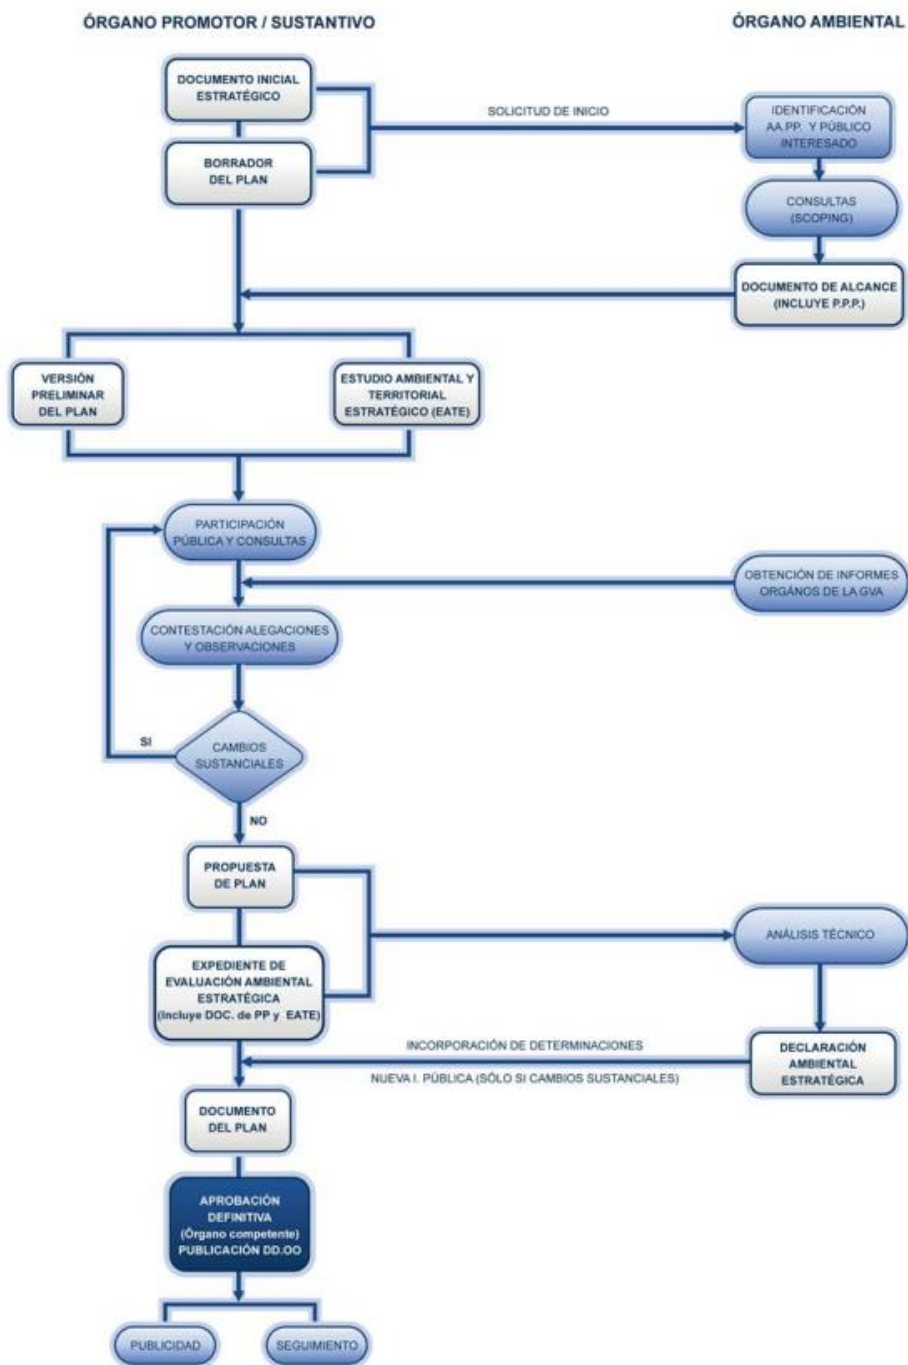 ÓRGANO PROMOTOR / SUSTANTIVO
ÓRGANO AMBIENTAL
DOCUMENTO INICIAL
ESTRATÉGICO
SOLICITUD DE INICIO
IDENTIFICACIÓN
AA.PP. Y PÚBLICO
INTERESADO
BORRADOR
DEL PLAN
CONSULTAS
(SCOPING)
DOCUMENTO DE ALCANCE
(INCLUYE P.P.P.)
VERSIÓN
PRELIMINAR
DEL PLAN
ESTUDIO AMBIENTAL Y
TERRITORIAL
ESTRATÉGICO (EATE)
PARTICIPACIÓN
PÚBLICA Y CONSULTAS
OBTENCIÓN DE INFORMES
ORGÁNOS DE LA GVA
CONTESTACIÓN ALEGACIONES
Y OBSERVACIONES
SI
CAMBIOS
SUSTANCIALES
NO
PROPUESTA
DE PLAN
ANÁLISIS TÉCNICO
EXPEDIENTE DE
EVALUACIÓN AMBIENTAL
ESTRATÉGICA
(Incluye DOC. de PP y EATE)
INCORPORACIÓN DE DETERMINACIONES
NUEVA I. PÚBLICA (SÓLO SI CAMBIOS SUSTANCIALES)
DECLARACIÓN
AMBIENTAL
ESTRATÉGICA
DOCUMENTO
DEL PLAN
APROBACIÓN
DEFINITIVA
(Órgano competente)
PUBLICACIÓN DD.OO
PUBLICIDAD
SEGUIMIENTO